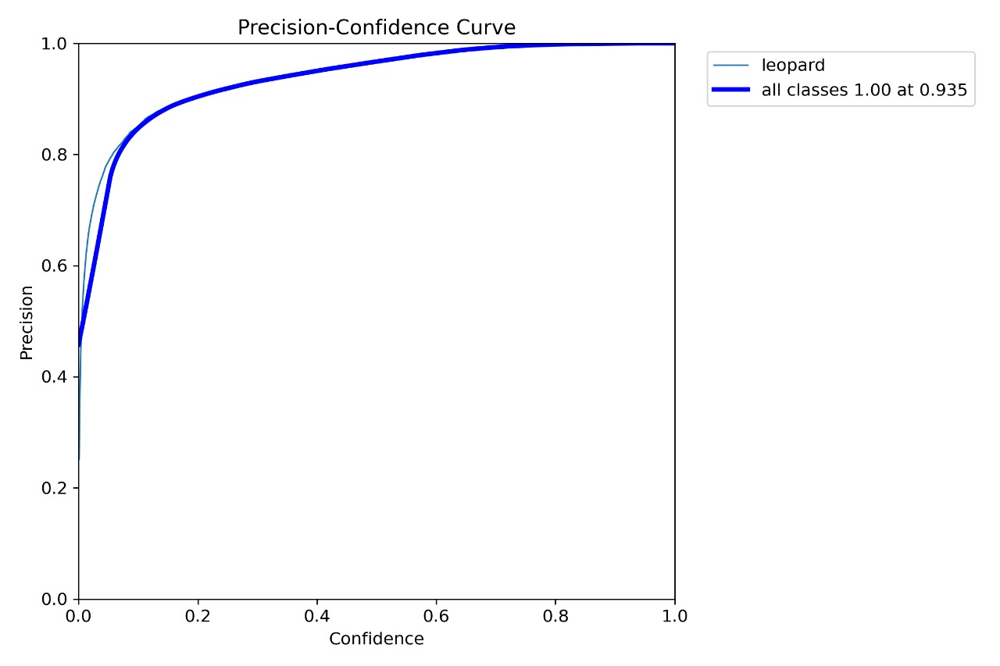 Precision-Confidence Curve
1.0
0.8
0.6
0.4
0.2
0.0
Precision
0.0 0.2 0.4 0.6 0.8 1.0
Confidence
leopard
all classes 1.00 at 0.935